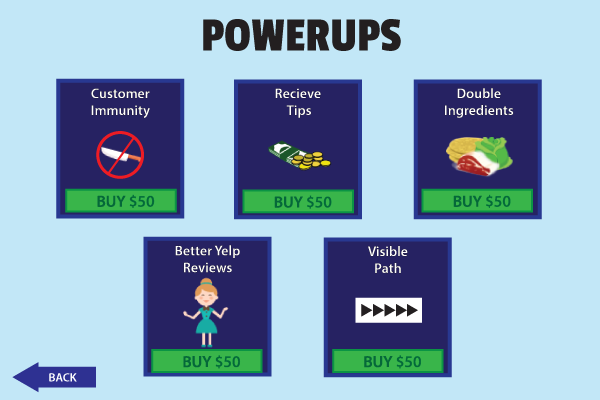 POWERUPS
Customer
Immunity
BUY $50
Recieve
Tips
BUY $50
Double
Ingredients
BUY $50
Better Yelp
Reviews
BUY $50
Visible
Path
BUY $50
BACK